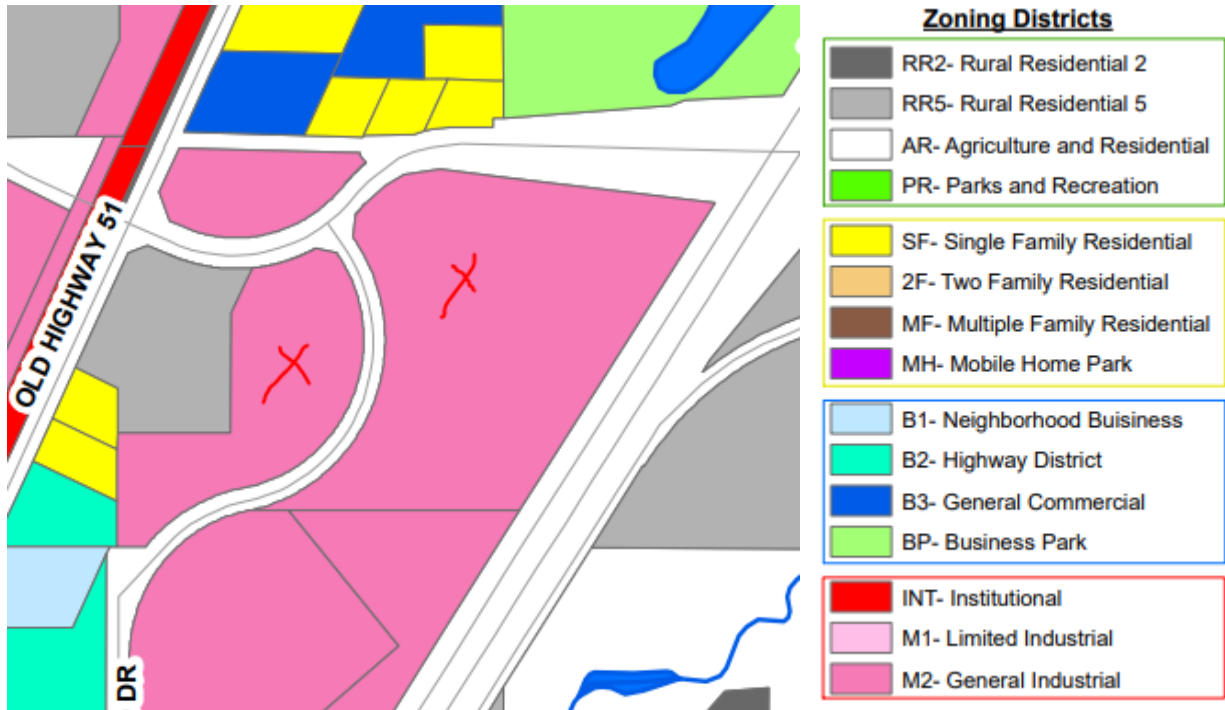 OLD HIGHWAY 51
DR
Zoning Districts
RR2- Rural Residential 2
RR5- Rural Residential 5
AR- Agriculture and Residential
PR- Parks and Recreation
SF- Single Family Residential
2F- Two Family Residential
MF- Multiple Family Residential
MH- Mobile Home Park
B1- Neighborhood Buisiness
B2- Highway District
B3- General Commercial
BP- Business Park
INT- Institutional
M1- Limited Industrial
M2- General Industrial